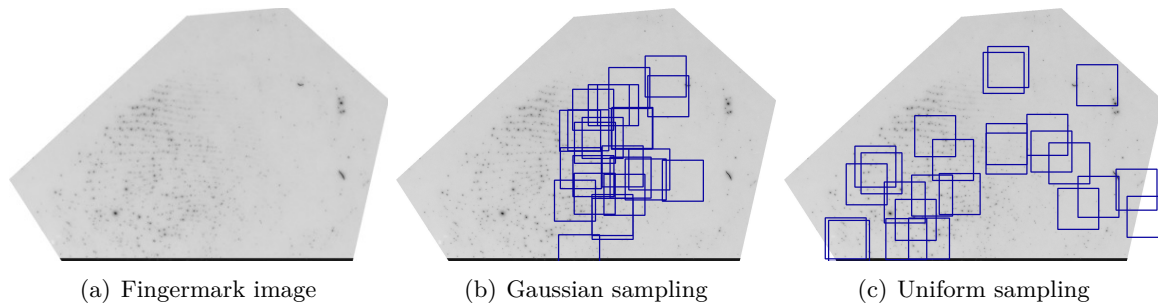 (a) Fingermark image
(b) Gaussian sampling
(c) Uniform sampling